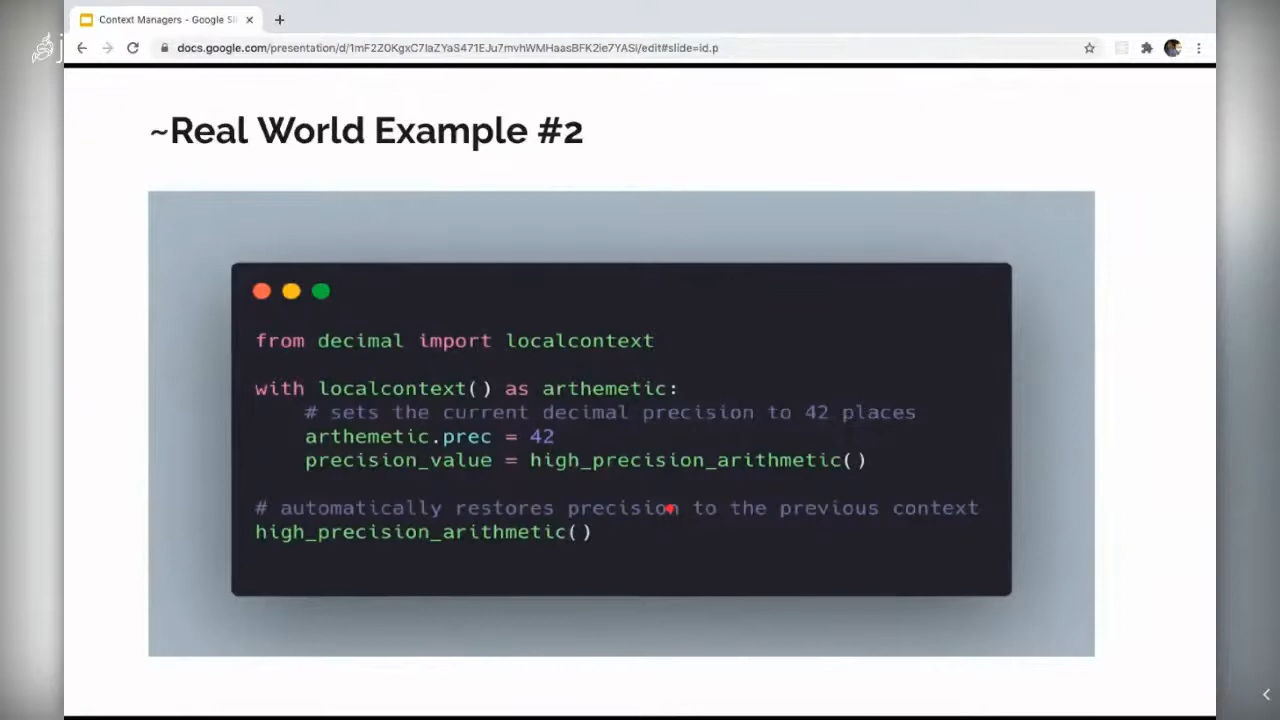 Context Managers - Google Sli
docs.google.com/presentation/d/1mF2Z0KgxC7laZYaS471EJu7mvhWMHaasBFK2ie7YASi/edit#slide=id.p
~Real World Example #2
from decimal import localcontext
with localcontext() as arthemetic:
# sets the current decimal precision to 42 places
arthemetic.prec = 42
precision_value = high_precision_arithmetic()
# automatically restores precision to the previous context
high_precision_arithmetic()